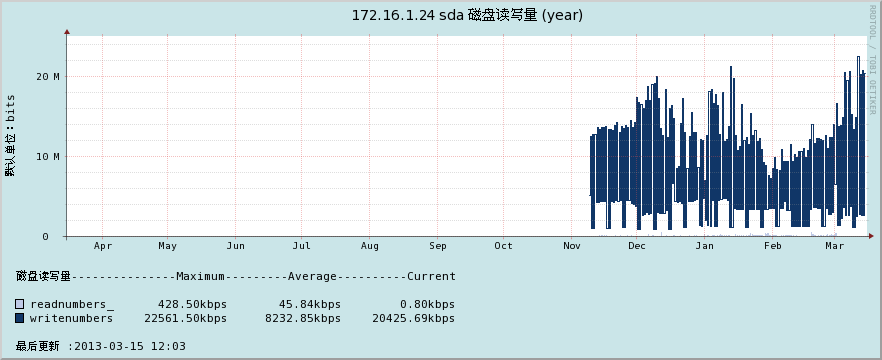 172.16.1.24 sda 磁盘读写量 (year)
RRDTOOL / TOBI OETIKER
默认单位：bits
20 M
10 M
0
Apr May Jun Jul Aug Sep Oct Nov Dec Jan Feb Mar
磁盘读写量---------------Maximum---------Average----------Current
readnumbers_ 428.50kbps 45.84kbps 0.80kbps
writenumbers 22561.50kbps 8232.85kbps 20425.69kbps
最后更新 :2013-03-15 12:03